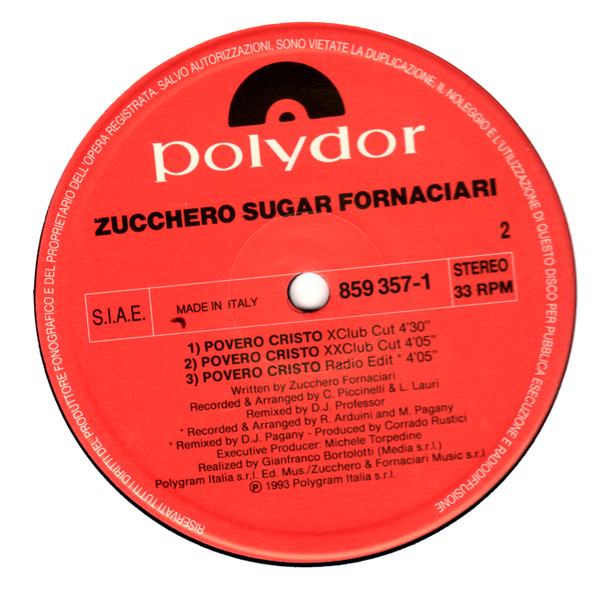 RISERVATI TUTTI I DIRITTI DEL PRODUTTORE FONOGRAFICO E DEL PROPRIETARIO DELL'OPERA REGISTRATA. SALVO AUTORIZZAZIONI, SONO VIETATE LA DUPLICAZIONE, IL NOLEGGIO E L'UTILIZZAZIONE DI QUESTO DISCO PER PUBBLICA ESECUZIONE E RADIODIFFUSIONE
polydor
ZUCCHERO SUGAR FORNACIARI
2
S.I.A.E.
MADE IN ITALY
859 357-1
STEREO
33 RPM
1) POVERO CRISTO XClub Cut 4'30"
2) POVERO CRISTO XXClub Cut 4'05"
3) POVERO CRISTO Radio Edit * 4'05"
Written by Zucchero Fornaciari
Recorded & Arranged by C. Piccinelli & L. Lauri
Remixed by D.J. Professor
* Recorded & Arranged by R. Arduini and M. Pagany
* Remixed by D.J. Pagany - Produced by Corrado Rustici
Executive Producer: Michele Torpedine
Realized by Gianfranco Bortolotti (Media s.r.l.)
Polygram Italia s.r.l. Ed. Mus./Zucchero & Fornaciari Music s.r.l
℗ 1993 Polygram Italia s.r.l.